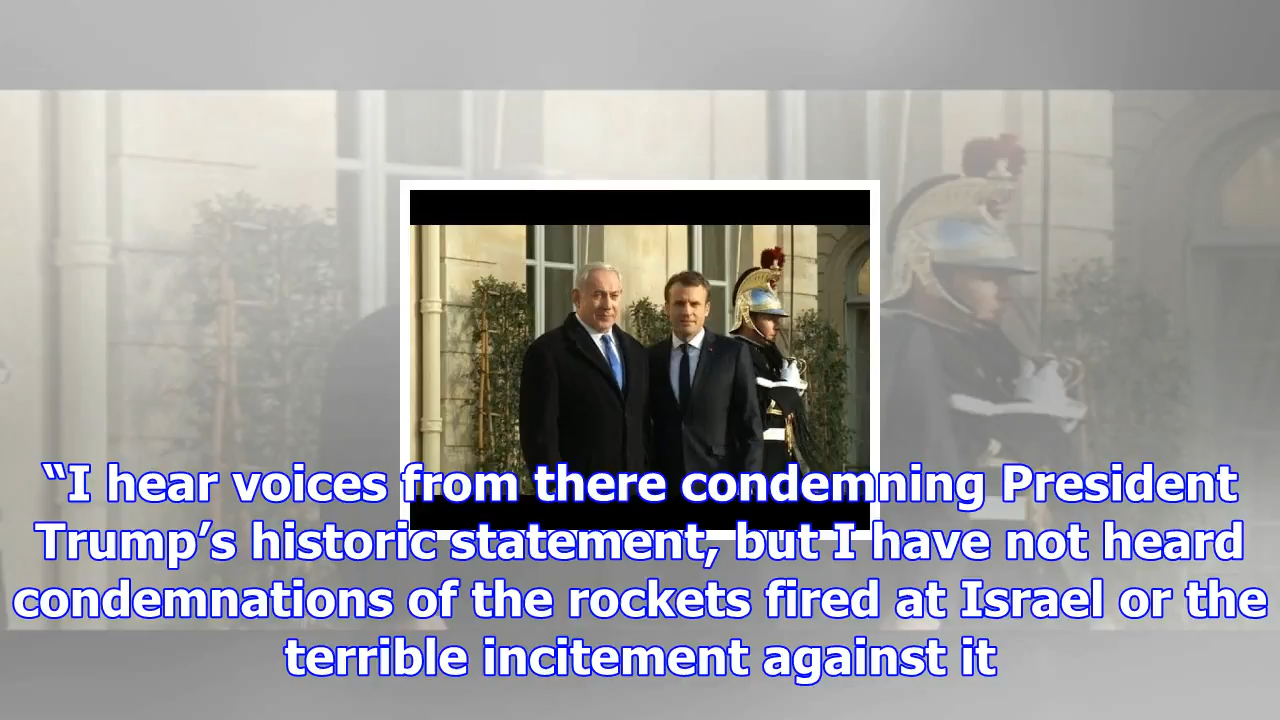 “I hear voices from there condemning President
Trump’s historic statement, but I have not heard
condemnations of the rockets fired at Israel or the
terrible incitement against it